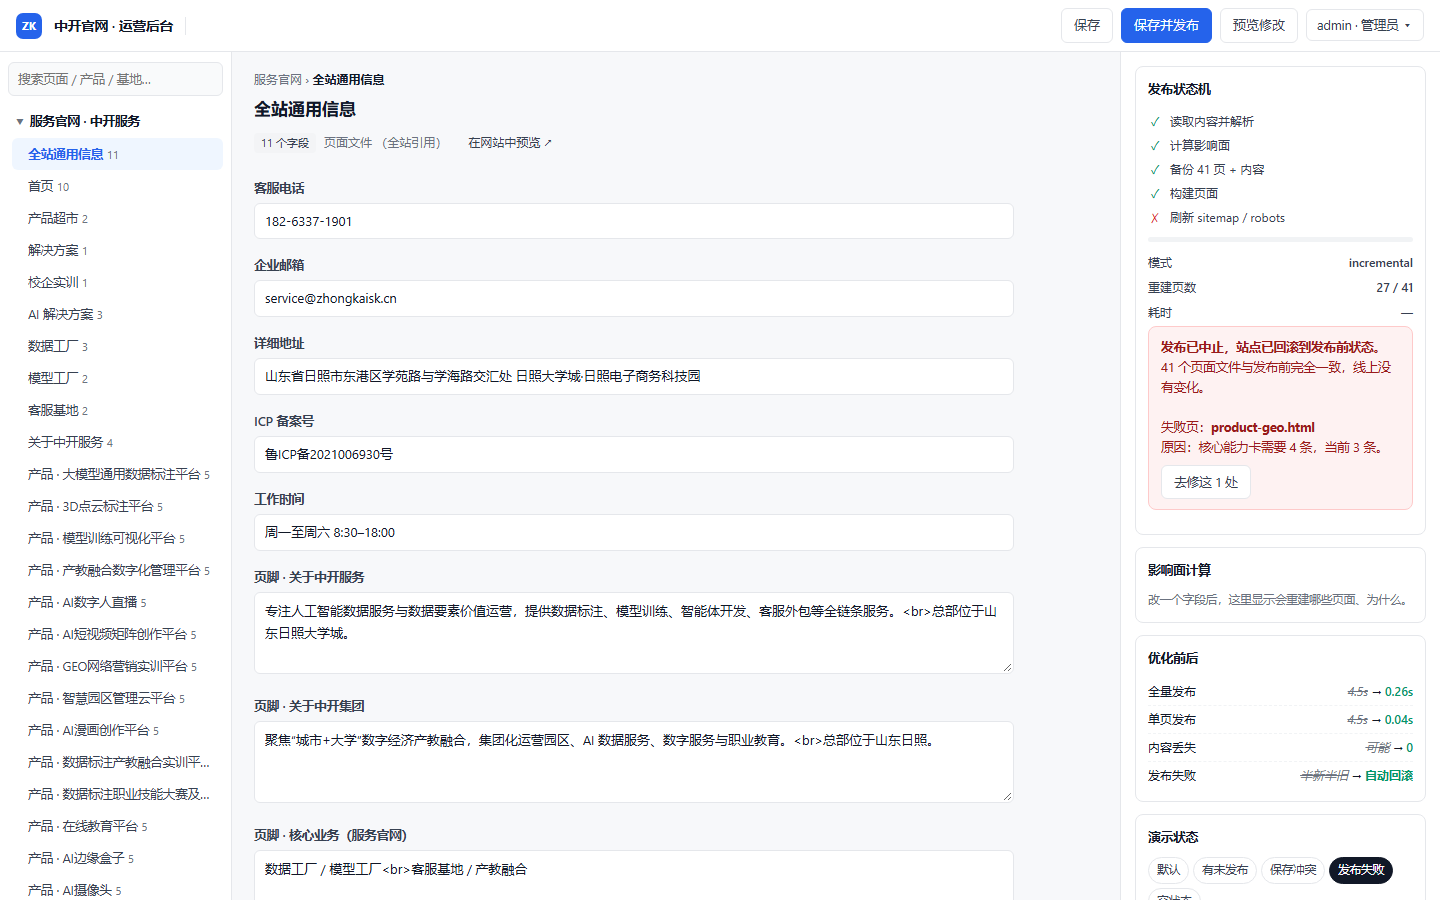 ZK
中开官网 · 运营后台
保存
保存并发布
预览修改
admin · 管理员
搜索页面 / 产品 / 基地...
服务官网 · 中开服务
全站通用信息 11
首页 10
产品超市 2
解决方案 1
校企实训 1
AI 解决方案 3
数据工厂 3
模型工厂 2
客服基地 2
关于中开服务 4
产品 · 大模型通用数据标注平台 5
产品 · 3D点云标注平台 5
产品 · 模型训练可视化平台 5
产品 · 产教融合数字化管理平台 5
产品 · AI数字人直播 5
产品 · AI短视频矩阵创作平台 5
产品 · GEO网络营销实训平台 5
产品 · 智慧园区管理云平台 5
产品 · AI漫画创作平台 5
产品 · 数据标注产教融合实训平...
产品 · 数据标注职业技能大赛及...
产品 · 在线教育平台 5
产品 · AI边缘盒子 5
产品 · AI摄像头 5
服务官网 › 全站通用信息
全站通用信息
11 个字段 页面文件 （全站引用） 在网站中预览 ↗
客服电话
182-6337-1901
企业邮箱
service@zhongkaisk.cn
详细地址
山东省日照市东港区学苑路与学海路交汇处 日照大学城·日照电子商务科技园
ICP 备案号
鲁ICP备2021006930号
工作时间
周一至周六 8:30–18:00
页脚 · 关于中开服务
专注人工智能数据服务与数据要素价值运营，提供数据标注、模型训练、智能体开发、客服外包等全链条服务。<br>总部位于山
东日照大学城。
页脚 · 关于中开集团
聚焦“城市+大学”数字经济产教融合，集团化运营园区、AI 数据服务、数字服务与职业教育。<br>总部位于山东日照。
页脚 · 核心业务（服务官网）
数据工厂 / 模型工厂<br>客服基地 / 产教融合
发布状态机
✓ 读取内容并解析
✓ 计算影响面
✓ 备份 41 页 + 内容
✓ 构建页面
✗ 刷新 sitemap / robots
模式 incremental
重建页数 27 / 41
耗时 —
发布已中止，站点已回滚到发布前状态。
41 个页面文件与发布前完全一致，线上没
有变化。
失败页：product-geo.html
原因：核心能力卡需要 4 条，当前 3 条。
去修这 1 处
影响面计算
改一个字段后，这里显示会重建哪些页面、为什么。
优化前后
全量发布 4.5s → 0.26s
单页发布 4.5s → 0.04s
内容丢失 可能 → 0
发布失败 半新半旧 → 自动回滚
演示状态
默认
有未发布
保存冲突
发布失败